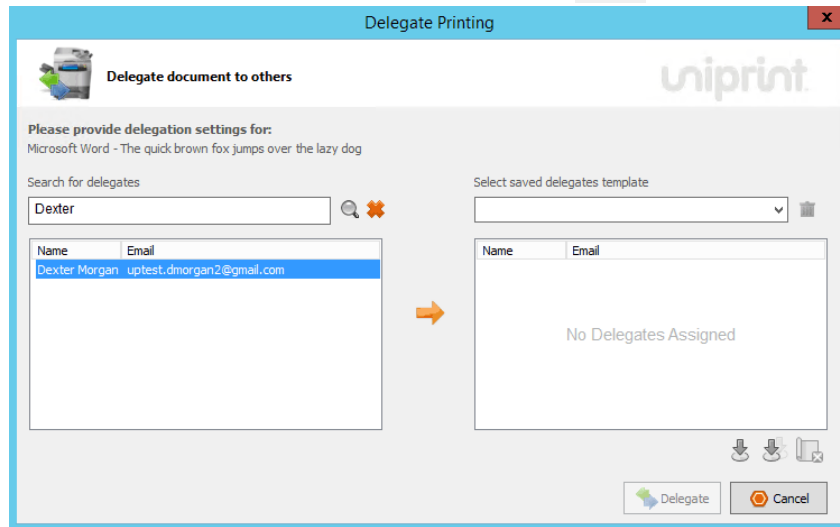 Delegate Printing
x
Delegate document to others
uniprint
Please provide delegation settings for:
Microsoft Word - The quick brown fox jumps over the lazy dog
Search for delegates
Select saved delegates template
Dexter
Name Email
Dexter Morgan uptest.dmorgan2@gmail.com
Name Email
No Delegates Assigned
Delegate
Cancel